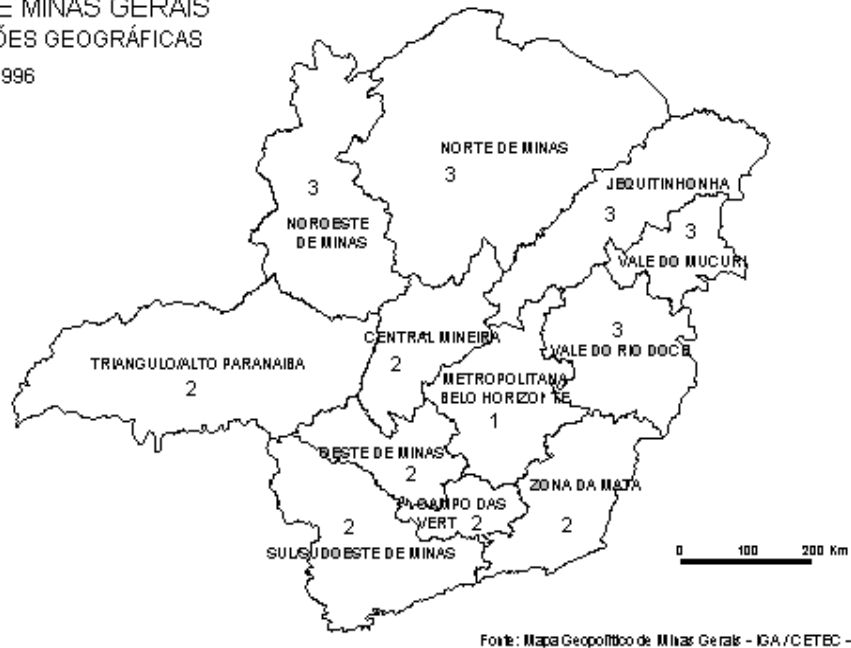 E MINAS GERAIS
ÕES GEOGRÁFICAS
996
NORTE DE MINAS
3
3
NOROESTE
DE MINAS
JEQUITINHONHA
3
3
VALE DO MUCURI
3
VALE DO RIO DOCE
CENTRAL MINEIRA
2
TRIANGULO/ALTO PARANAIBA
2
METROPOLITANA
BELO HORIZONTE
1
OESTE DE MINAS
2
CAMPO DAS
VERT 2
ZONA DA MATA
2
2
SUL/SUDOESTE DE MINAS
0 100 200 Km
Fonte: Mapa Geopolítico de Minas Gerais - IGA / CETEC -